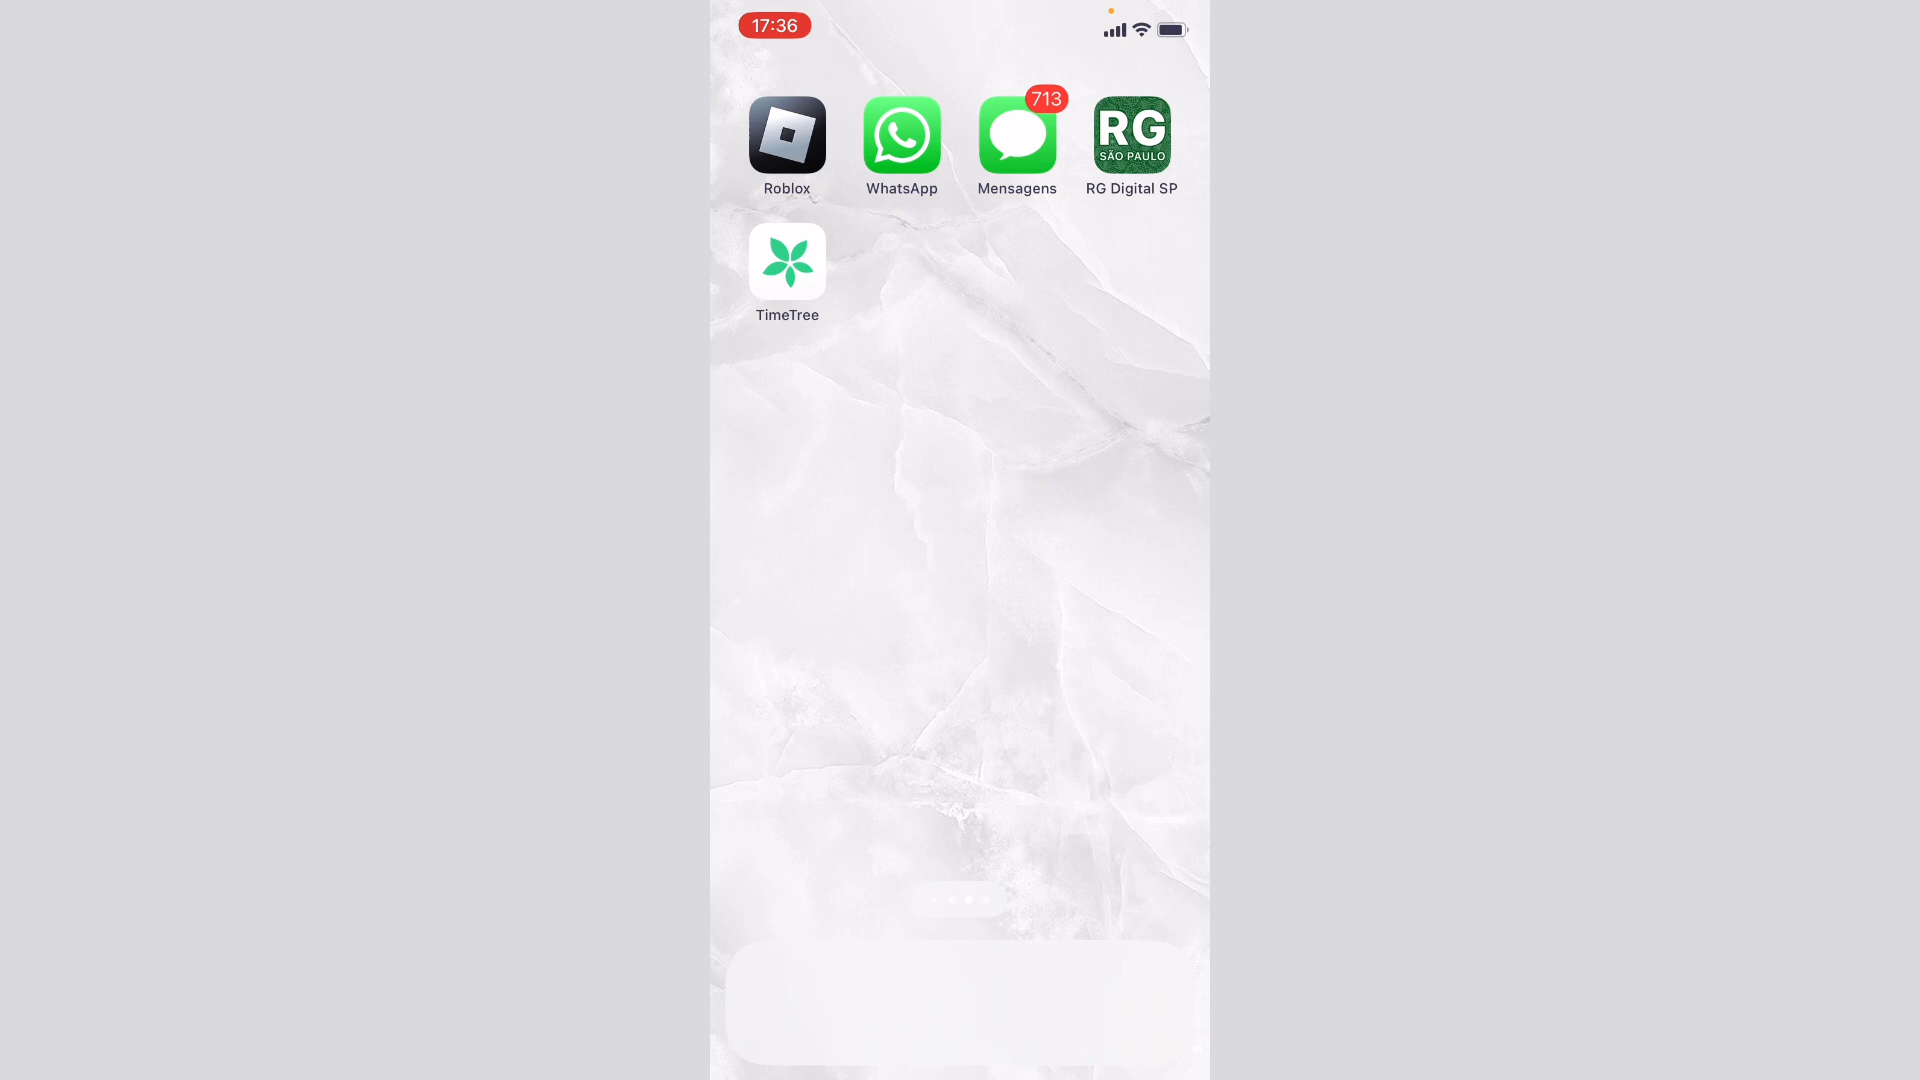 17:36
713
RG
SÃO PAULO
Roblox
WhatsApp
Mensagens
RG Digital SP
TimeTree